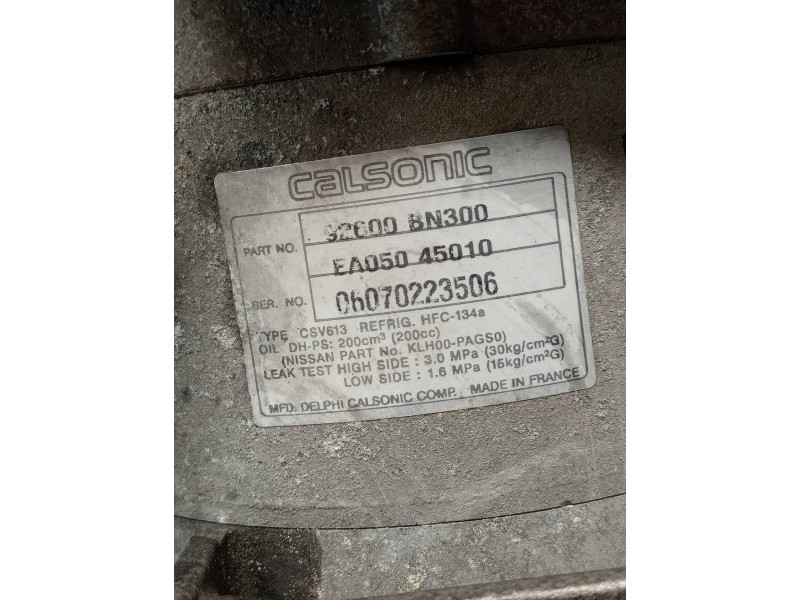 calsonic
PART NO. 92600 BN300
EA050 45010
SER. NO. 06070223506
TYPE CSV613 REFRIG. HFC-134a
OIL DH-PS: 200cm³ (200cc)
(NISSAN PART No. KLH00-PAGS0)
LEAK TEST HIGH SIDE : 3.0 MPa (30kg/cm²G)
LOW SIDE : 1.6 MPa (15kg/cm²G)
MFD. DELPHI CALSONIC COMP. MADE IN FRANCE